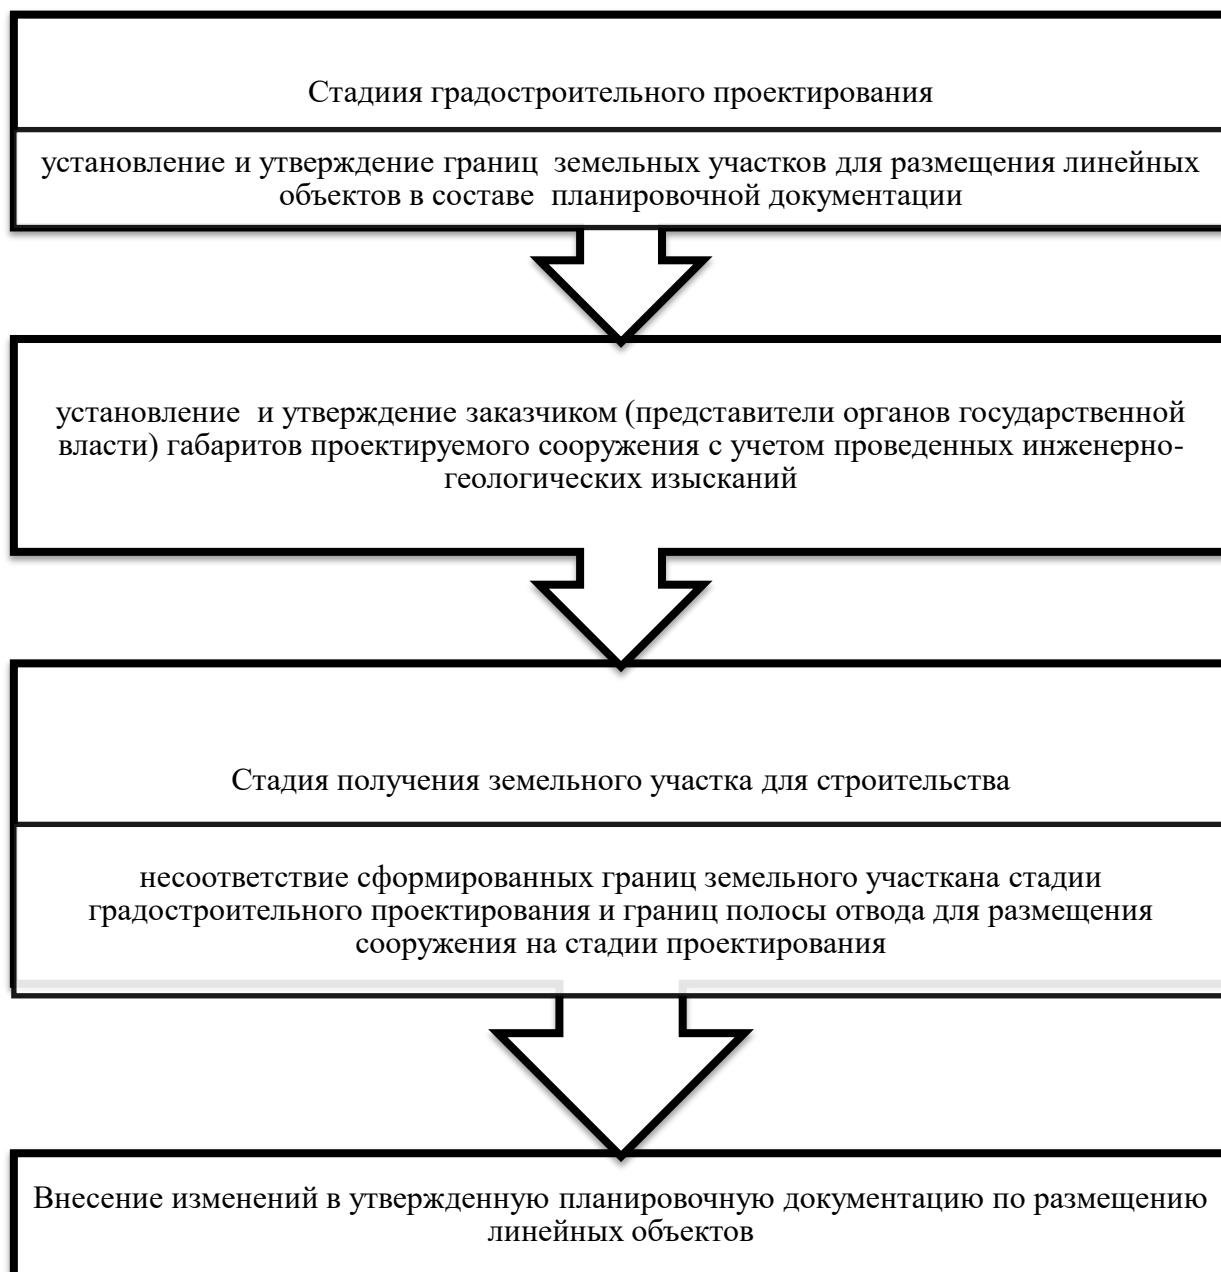 Стадиия градостроительного проектирования
установление и утверждение границ земельных участков для размещения линейных
объектов в составе планировочной документации
установление и утверждение заказчиком (представители органов государственной
власти) габаритов проектируемого сооружения с учетом проведенных инженерно-
геологических изысканий
Стадия получения земельного участка для строительства
несоответствие сформированных границ земельного участкана стадии
градостроительного проектирования и границ полосы отвода для размещения
сооружения на стадии проектирования
Внесение изменений в утвержденную планировочную документацию по размещению
линейных объектов